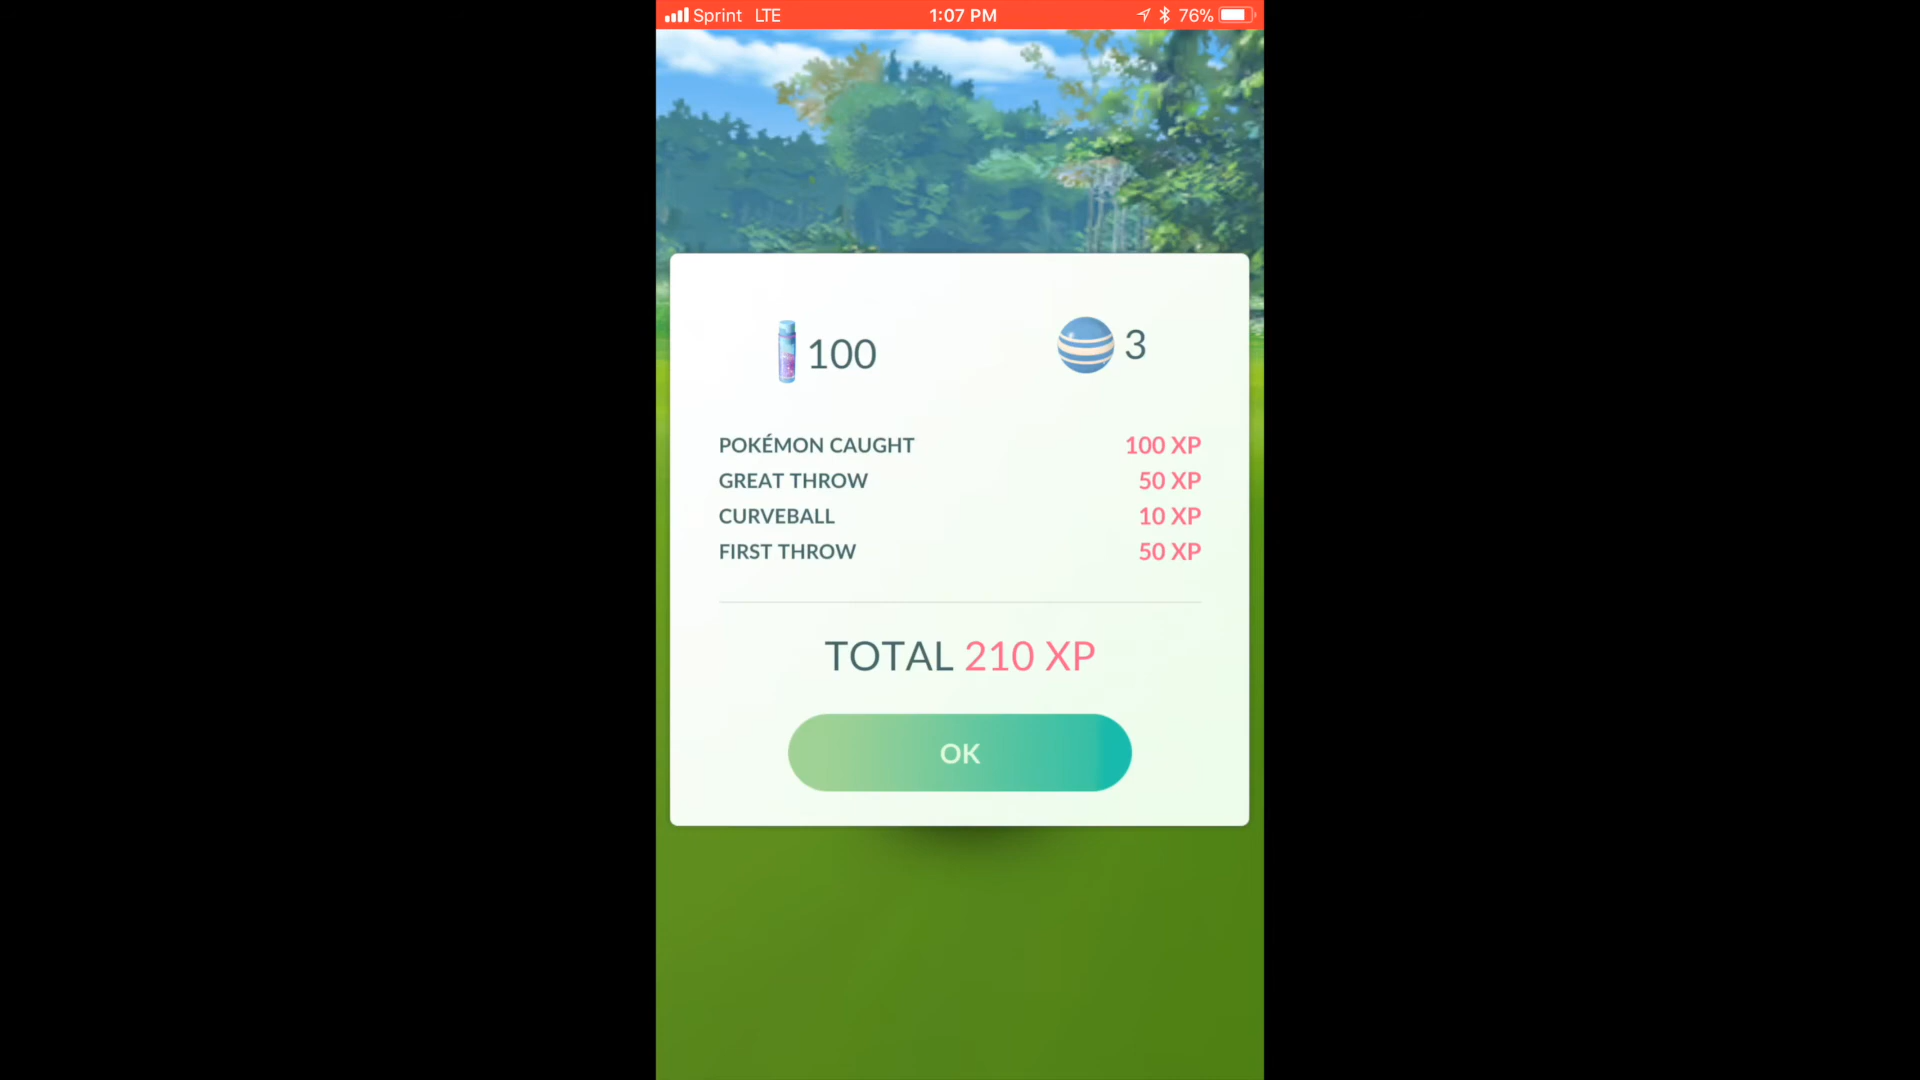 Sprint LTE 1:07 PM 76%
100 3
POKÉMON CAUGHT 100 XP
GREAT THROW 50 XP
CURVEBALL 10 XP
FIRST THROW 50 XP
TOTAL 210 XP
OK